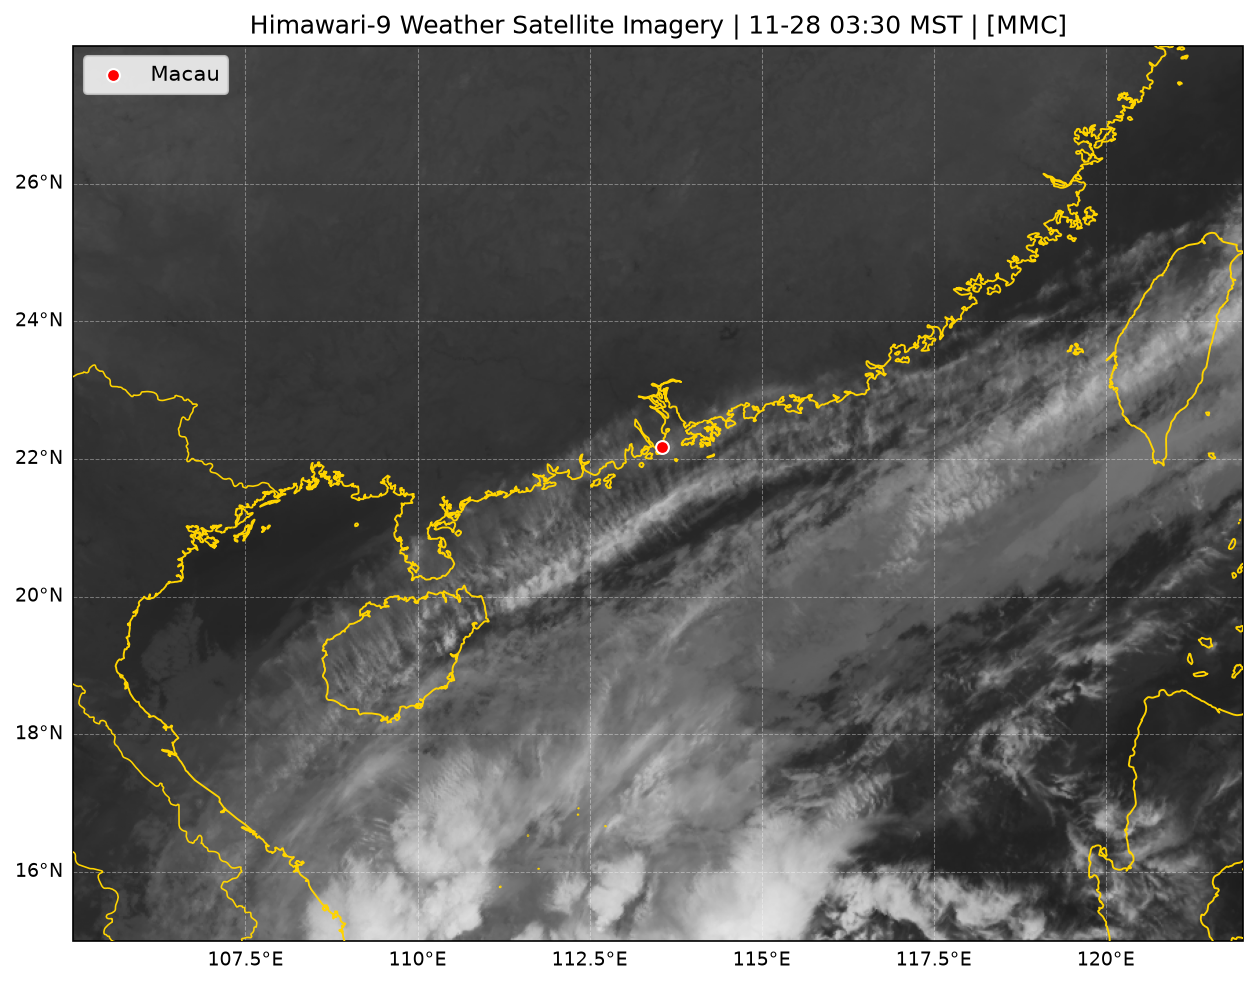 Himawari-9 Weather Satellite Imagery | 11-28 03:30 MST | [MMC]
Macau
26°N
24°N
22°N
20°N
18°N
16°N
107.5°E 110°E 112.5°E 115°E 117.5°E 120°E